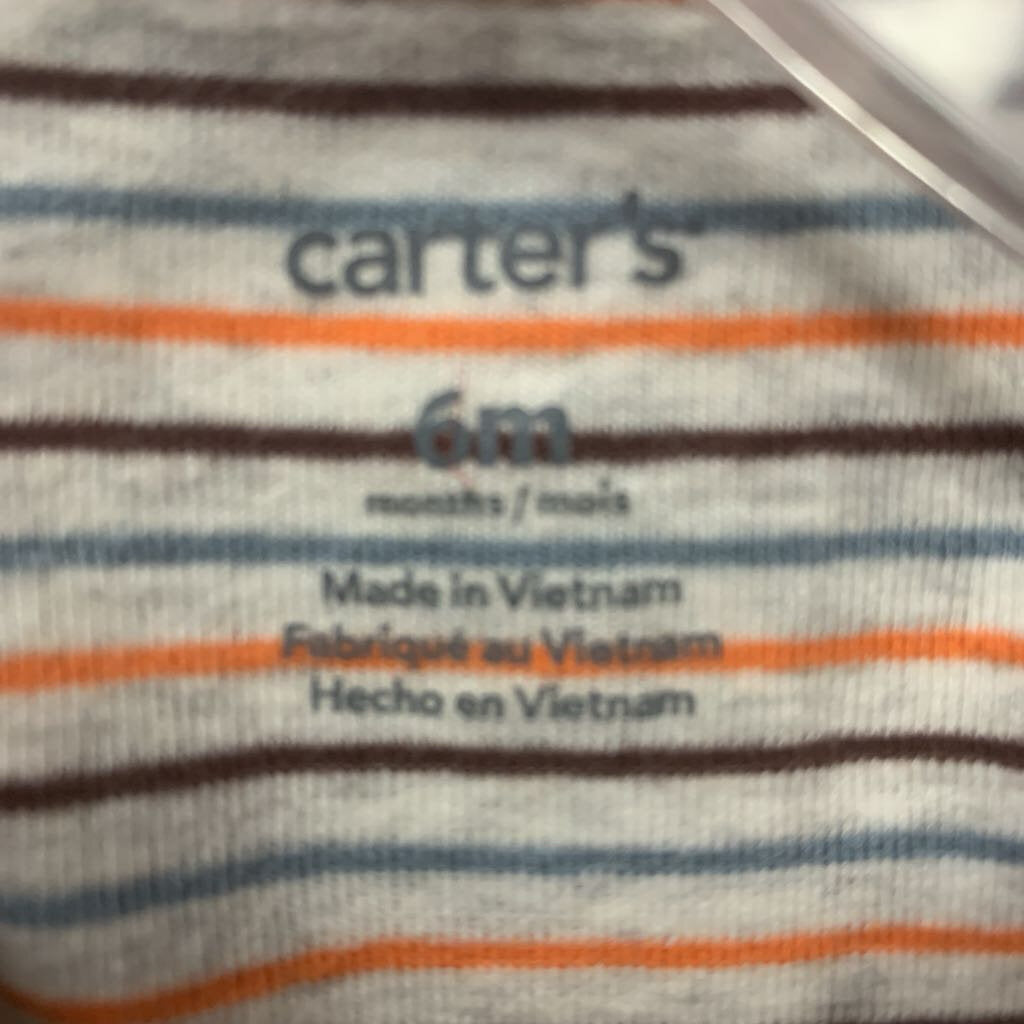 carter's
6m
months / mois
Made in Vietnam
Fabriqué au Vietnam
Hecho en Vietnam